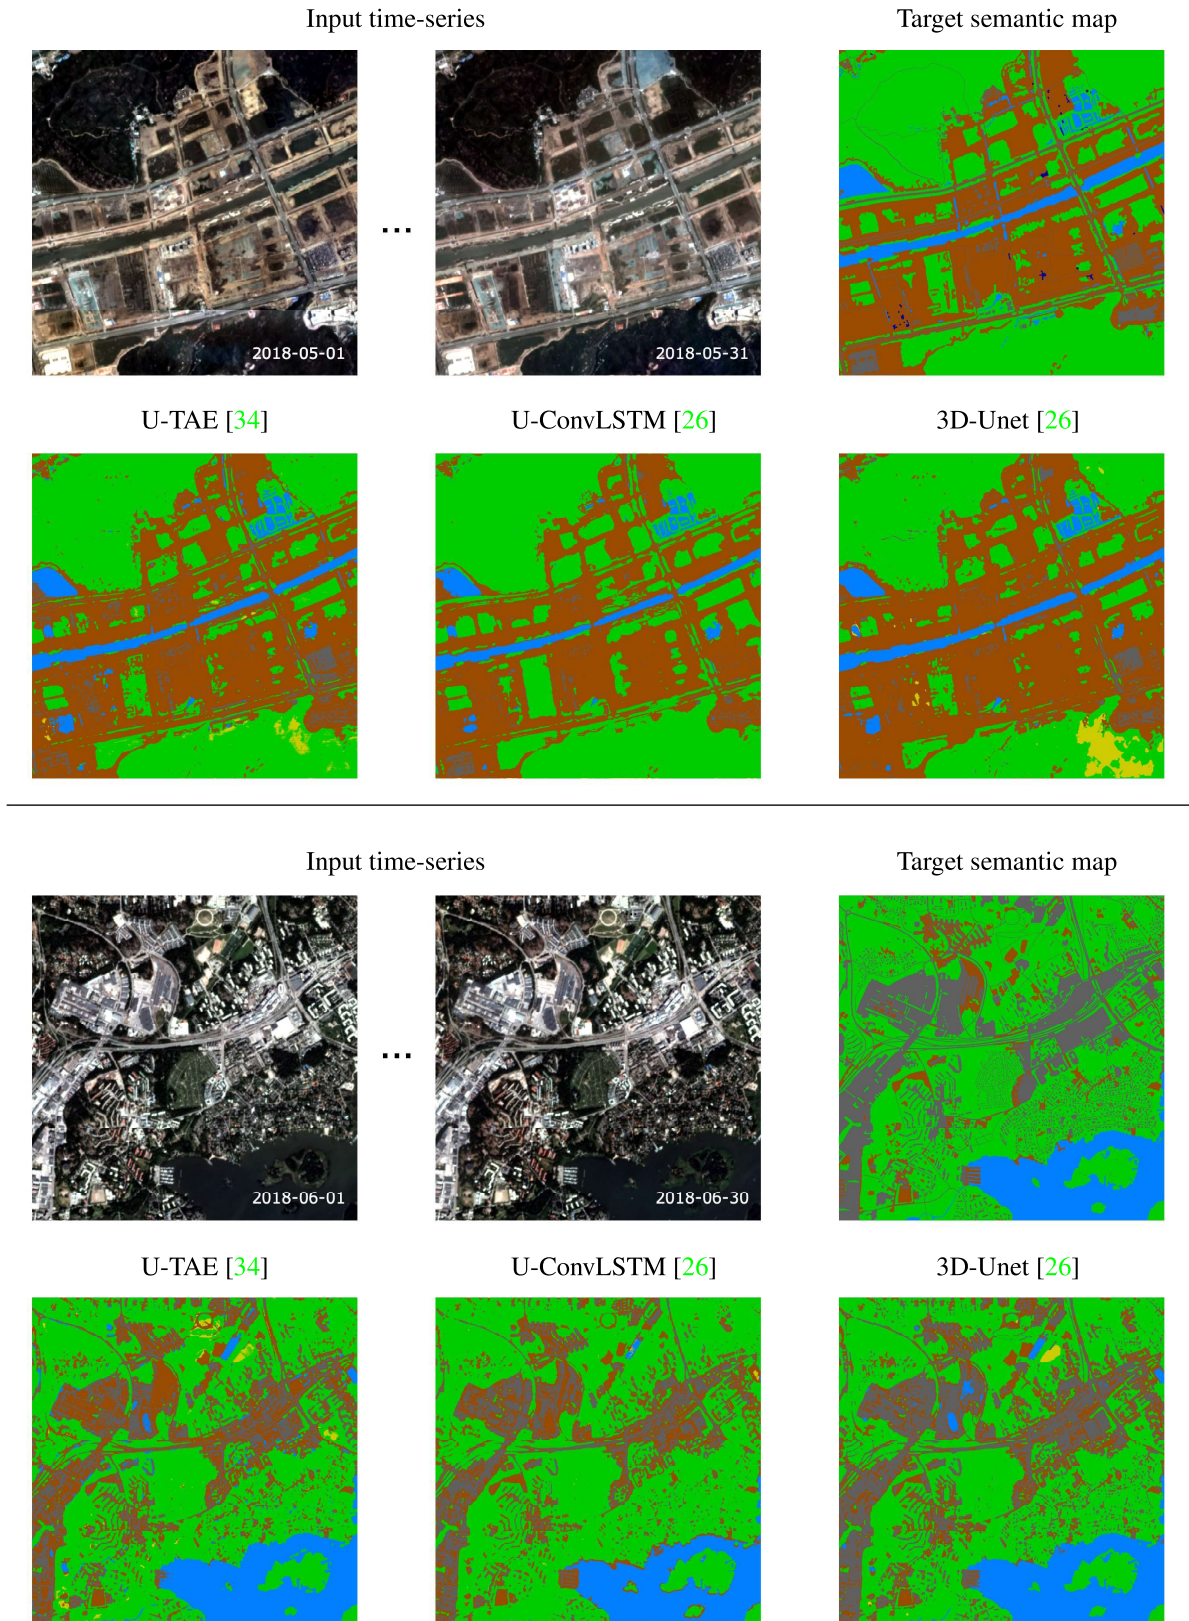 Input time-series
Target semantic map
2018-05-01
...
2018-05-31
U-TAE [34]
U-ConvLSTM [26]
3D-Unet [26]
Input time-series
Target semantic map
2018-06-01
...
2018-06-30
U-TAE [34]
U-ConvLSTM [26]
3D-Unet [26]